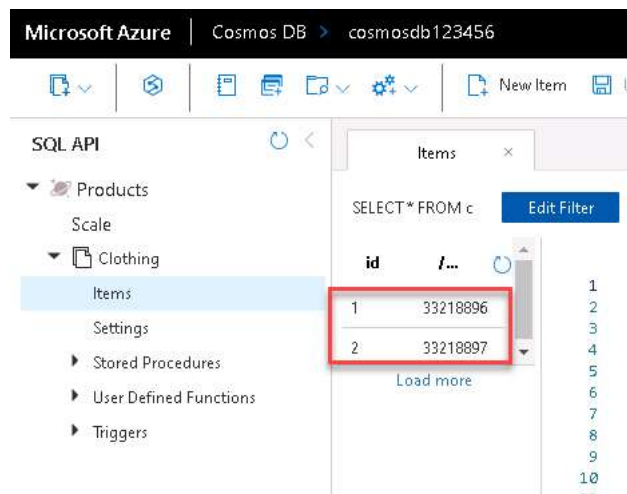 Microsoft Azure | Cosmos DB > cosmosdb123456
New Item
SQL API
Products
Scale
Clothing
Items
Settings
Stored Procedures
User Defined Functions
Triggers
Items ×
SELECT * FROM c Edit Filter
id /...
1 33218896
2 33218897
Load more
1
2
3
4
5
6
7
8
9
10